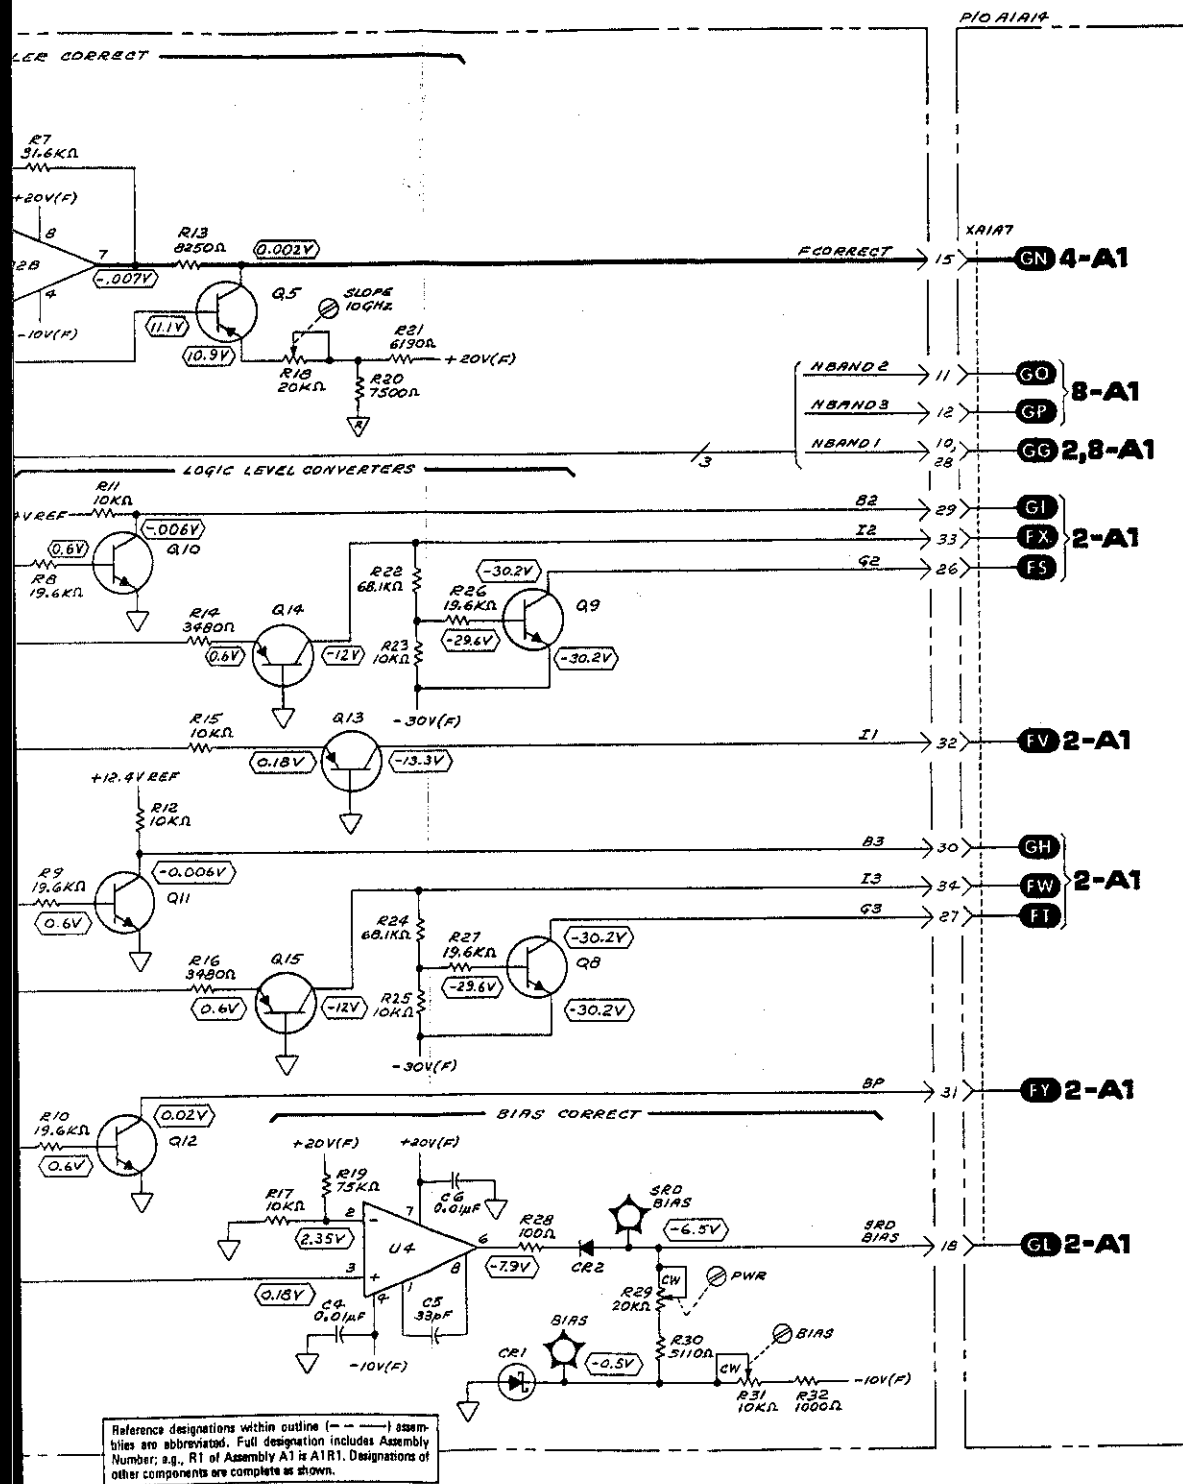 P/O A1A14
LER CORRECT
R7
31.6KΩ
+20V(F)
8
7
2B
4
-10V(F)
-.007V
R13
8250Ω
0.002V
Q5
11.1V
10.9V
SLOPE
10GHz
R18
20KΩ
R21
6190Ω
+20V(F)
R20
7500Ω
R
FCORRECT
15
XA1A7
GN 4-A1
NBAND2
11
GO
NBAND3
12
GP
8-A1
NBAND1
10,
28
GG 2,8-A1
3
LOGIC LEVEL CONVERTERS
R11
10KΩ
4V REF
-.006V
Q10
0.6V
R8
19.6KΩ
B2
29
GI
I2
33
FX
G2
26
FS
2-A1
R14
3480Ω
Q14
0.6V
-12V
R22
68.1KΩ
R23
10KΩ
R26
19.6KΩ
-29.6V
-30.2V
Q9
-30.2V
-30V(F)
R15
10KΩ
Q13
0.18V
-13.3V
I1
32
FV 2-A1
+12.4V REF
R12
10KΩ
R9
19.6KΩ
0.6V
-0.006V
Q11
B3
30
GH
I3
34
FW
G3
27
FT
2-A1
R16
3480Ω
Q15
0.6V
-12V
R24
68.1KΩ
R25
10KΩ
R27
19.6KΩ
-29.6V
-30.2V
Q8
-30.2V
-30V(F)
BP
31
FY 2-A1
R10
19.6KΩ
0.6V
0.02V
Q12
BIAS CORRECT
+20V(F)
+20V(F)
R19
75KΩ
R17
10KΩ
2
2.35V
-
7
C6
0.01µF
U4
6
8
3
+
1
4
0.18V
C4
0.01µF
C5
33pF
-10V(F)
-7.9V
R28
100Ω
CR2
SRD
BIAS
-6.5V
SRD
BIAS
18
GL 2-A1
CW
PWR
R29
20KΩ
R30
5110Ω
BIAS
CR1
-0.5V
CW
BIAS
R31
10KΩ
R32
1000Ω
-10V(F)
Reference designations within outline (— — ——) assem-
blies are abbreviated. Full designation includes Assembly
Number; e.g., R1 of Assembly A1 is A1R1. Designations of
other components are complete as shown.